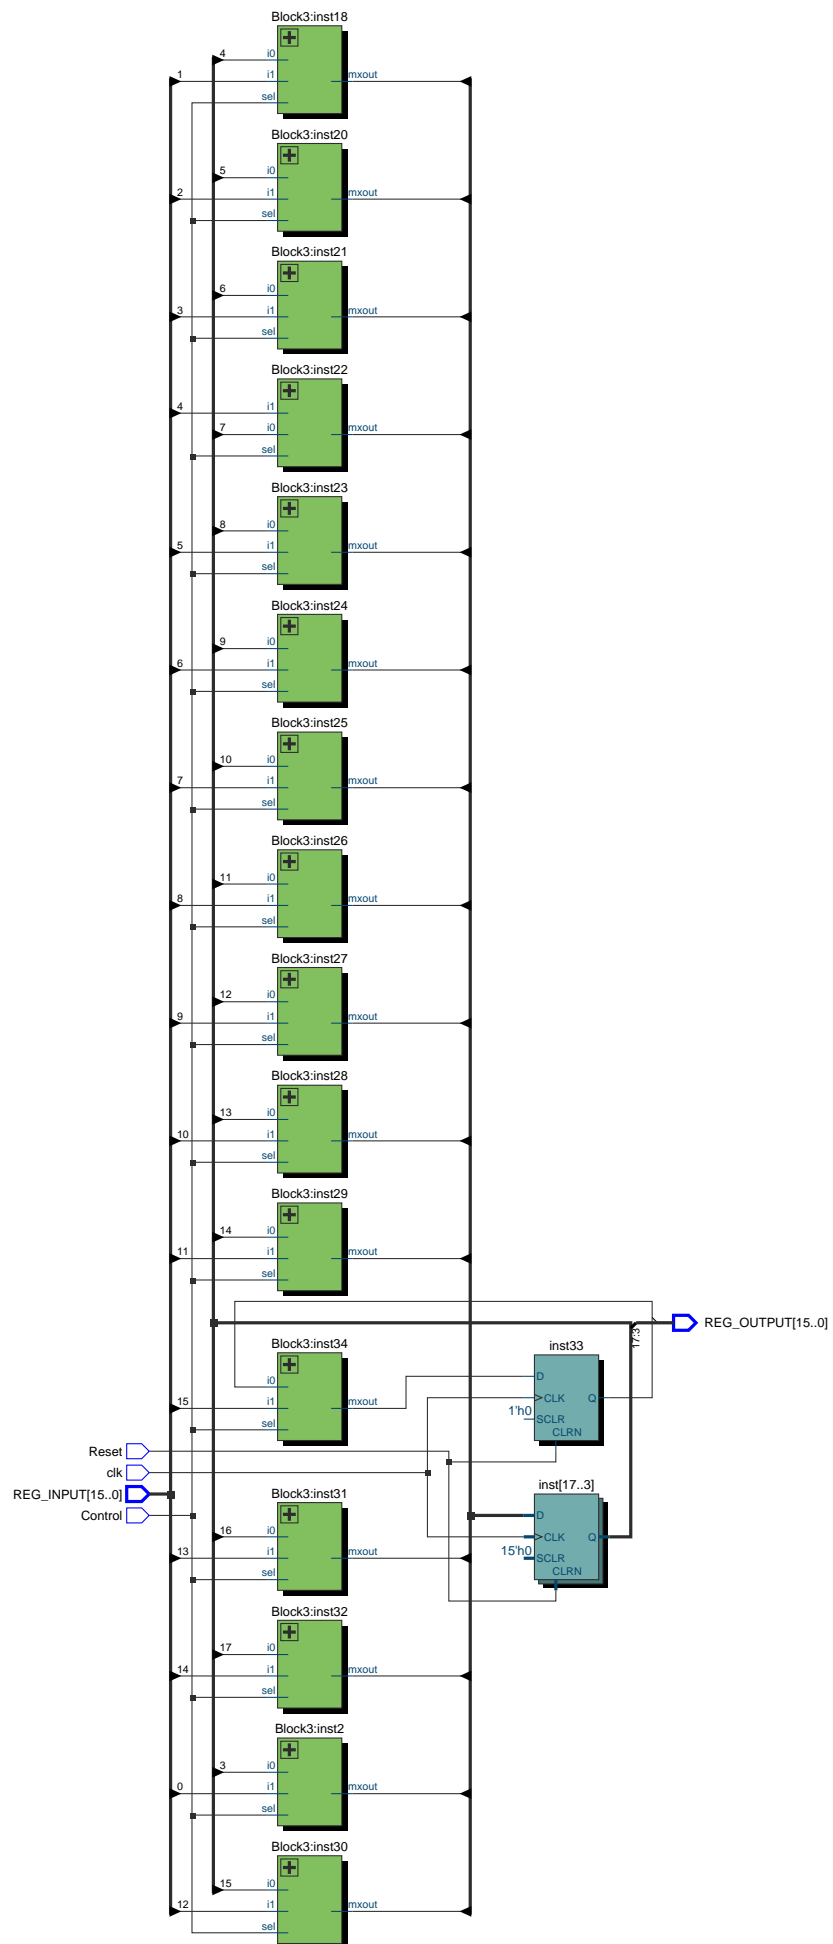 Block3:inst18
4 i0
1 i1 mxout
sel
Block3:inst20
5 i0
2 i1 mxout
sel
Block3:inst21
6 i0
3 i1 mxout
sel
Block3:inst22
4 i1
7 i0 mxout
sel
Block3:inst23
8 i0
5 i1 mxout
sel
Block3:inst24
9 i0
6 i1 mxout
sel
Block3:inst25
10 i0
7 i1 mxout
sel
Block3:inst26
11 i0
8 i1 mxout
sel
Block3:inst27
12 i0
9 i1 mxout
sel
Block3:inst28
13 i0
10 i1 mxout
sel
Block3:inst29
14 i0
11 i1 mxout
sel
REG_OUTPUT[15..0]
17:3
Block3:inst34
i0
15 i1 mxout
sel
inst33
D
CLK Q
1'h0 SCLR
CLRN
Reset
clk
REG_INPUT[15..0]
Control
inst[17..3]
D
CLK Q
15'h0 SCLR
CLRN
Block3:inst31
16 i0
13 i1 mxout
sel
Block3:inst32
17 i0
14 i1 mxout
sel
Block3:inst2
3 i0
0 i1 mxout
sel
Block3:inst30
15 i0
12 i1 mxout
sel